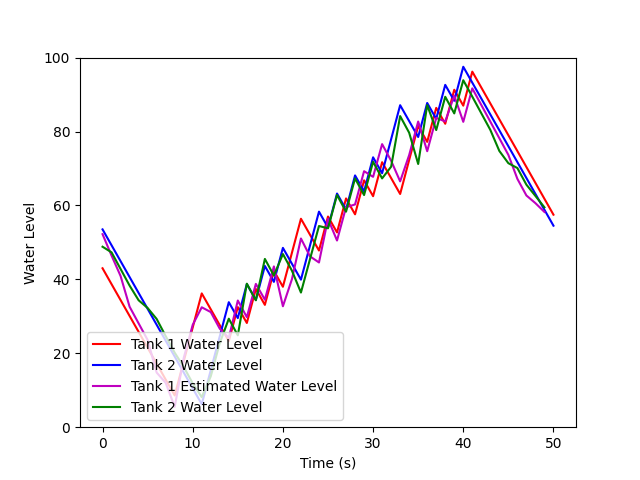 100
80
60
40
20
0
Water Level
Tank 1 Water Level
Tank 2 Water Level
Tank 1 Estimated Water Level
Tank 2 Water Level
0 10 20 30 40 50
Time (s)